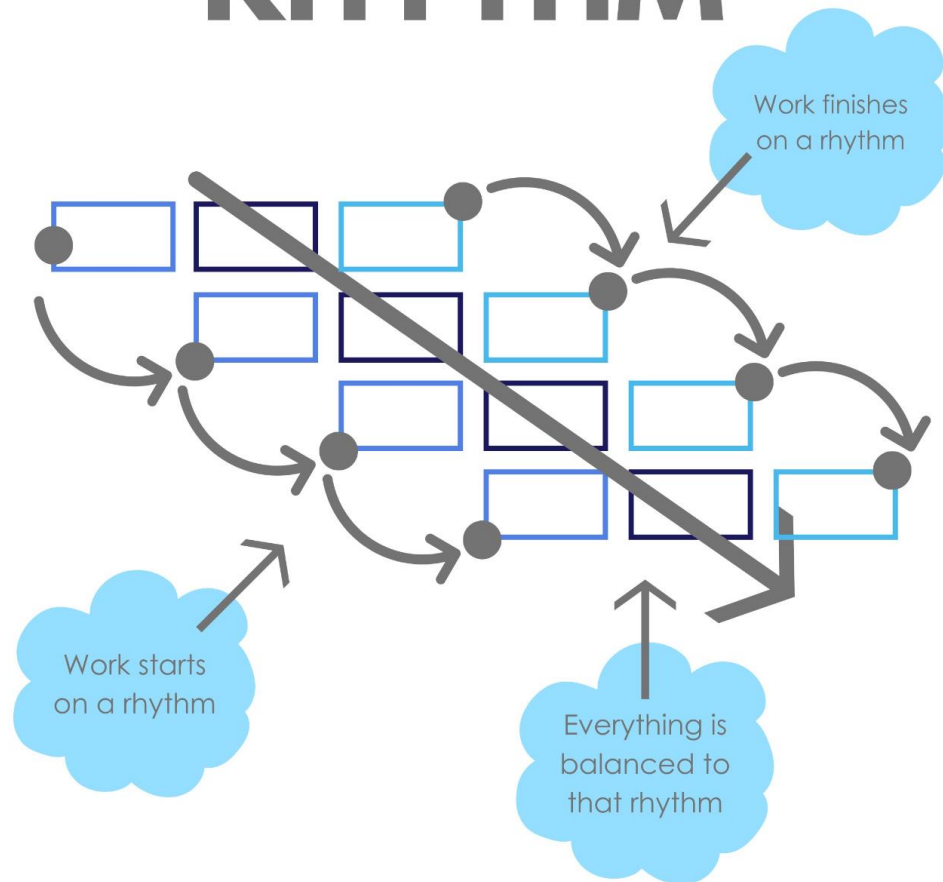 Work finishes
on a rhythm
Work starts
on a rhythm
Everything is
balanced to
that rhythm